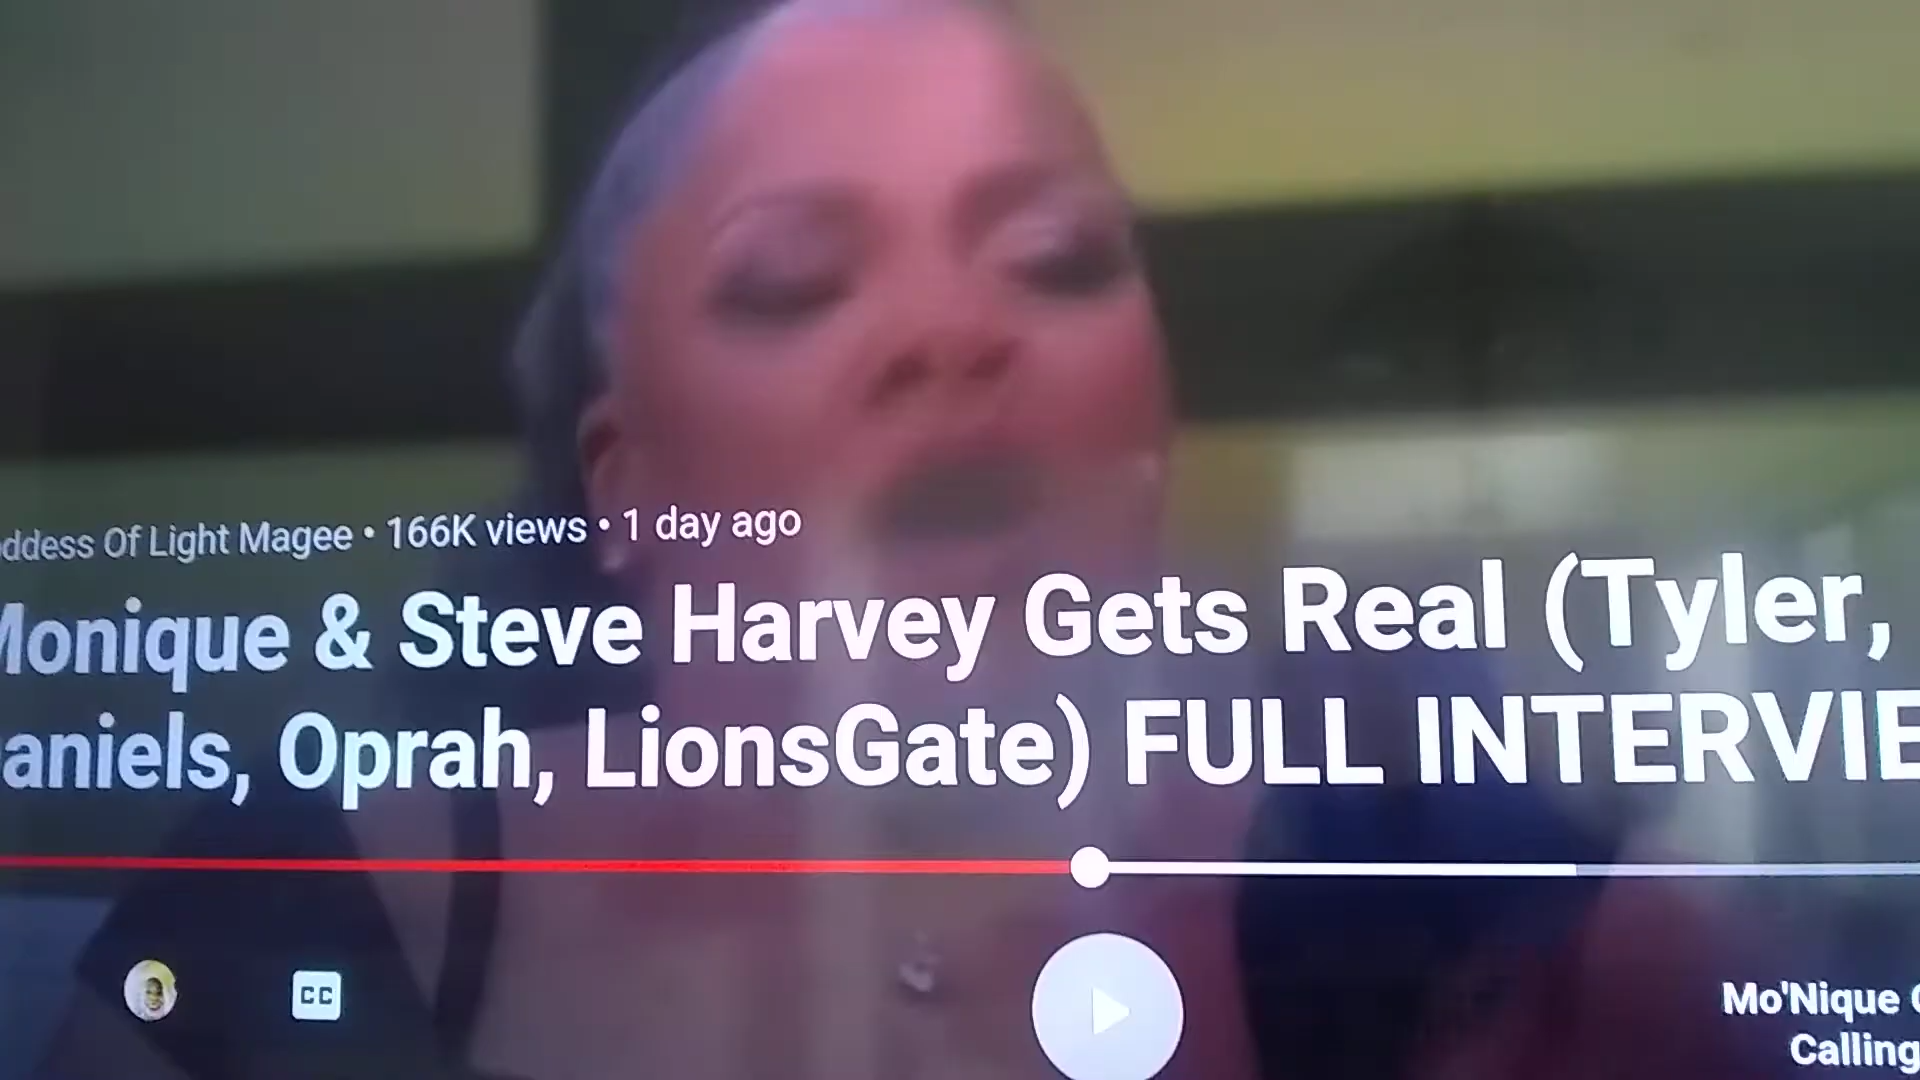 ddess Of Light Magee • 166K views • 1 day ago
Monique & Steve Harvey Gets Real (Tyler,
aniels, Oprah, LionsGate) FULL INTERVIE
CC
Mo'Nique
Calling